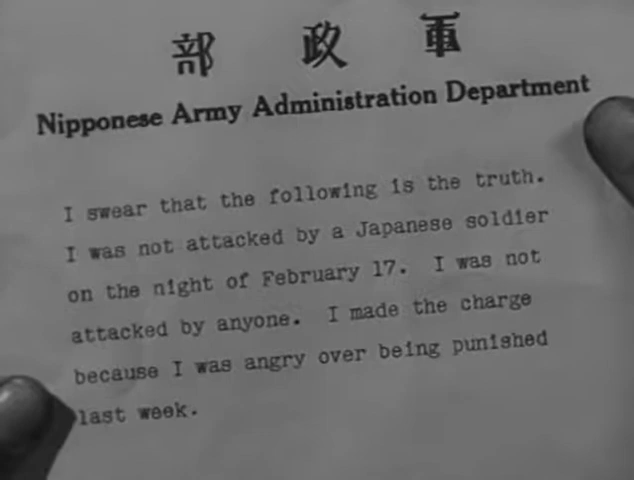 軍政部
Nipponese Army Administration Department
I swear that the following is the truth.
I was not attacked by a Japanese soldier
on the night of February 17. I was not
attacked by anyone. I made the charge
because I was angry over being punished
last week.